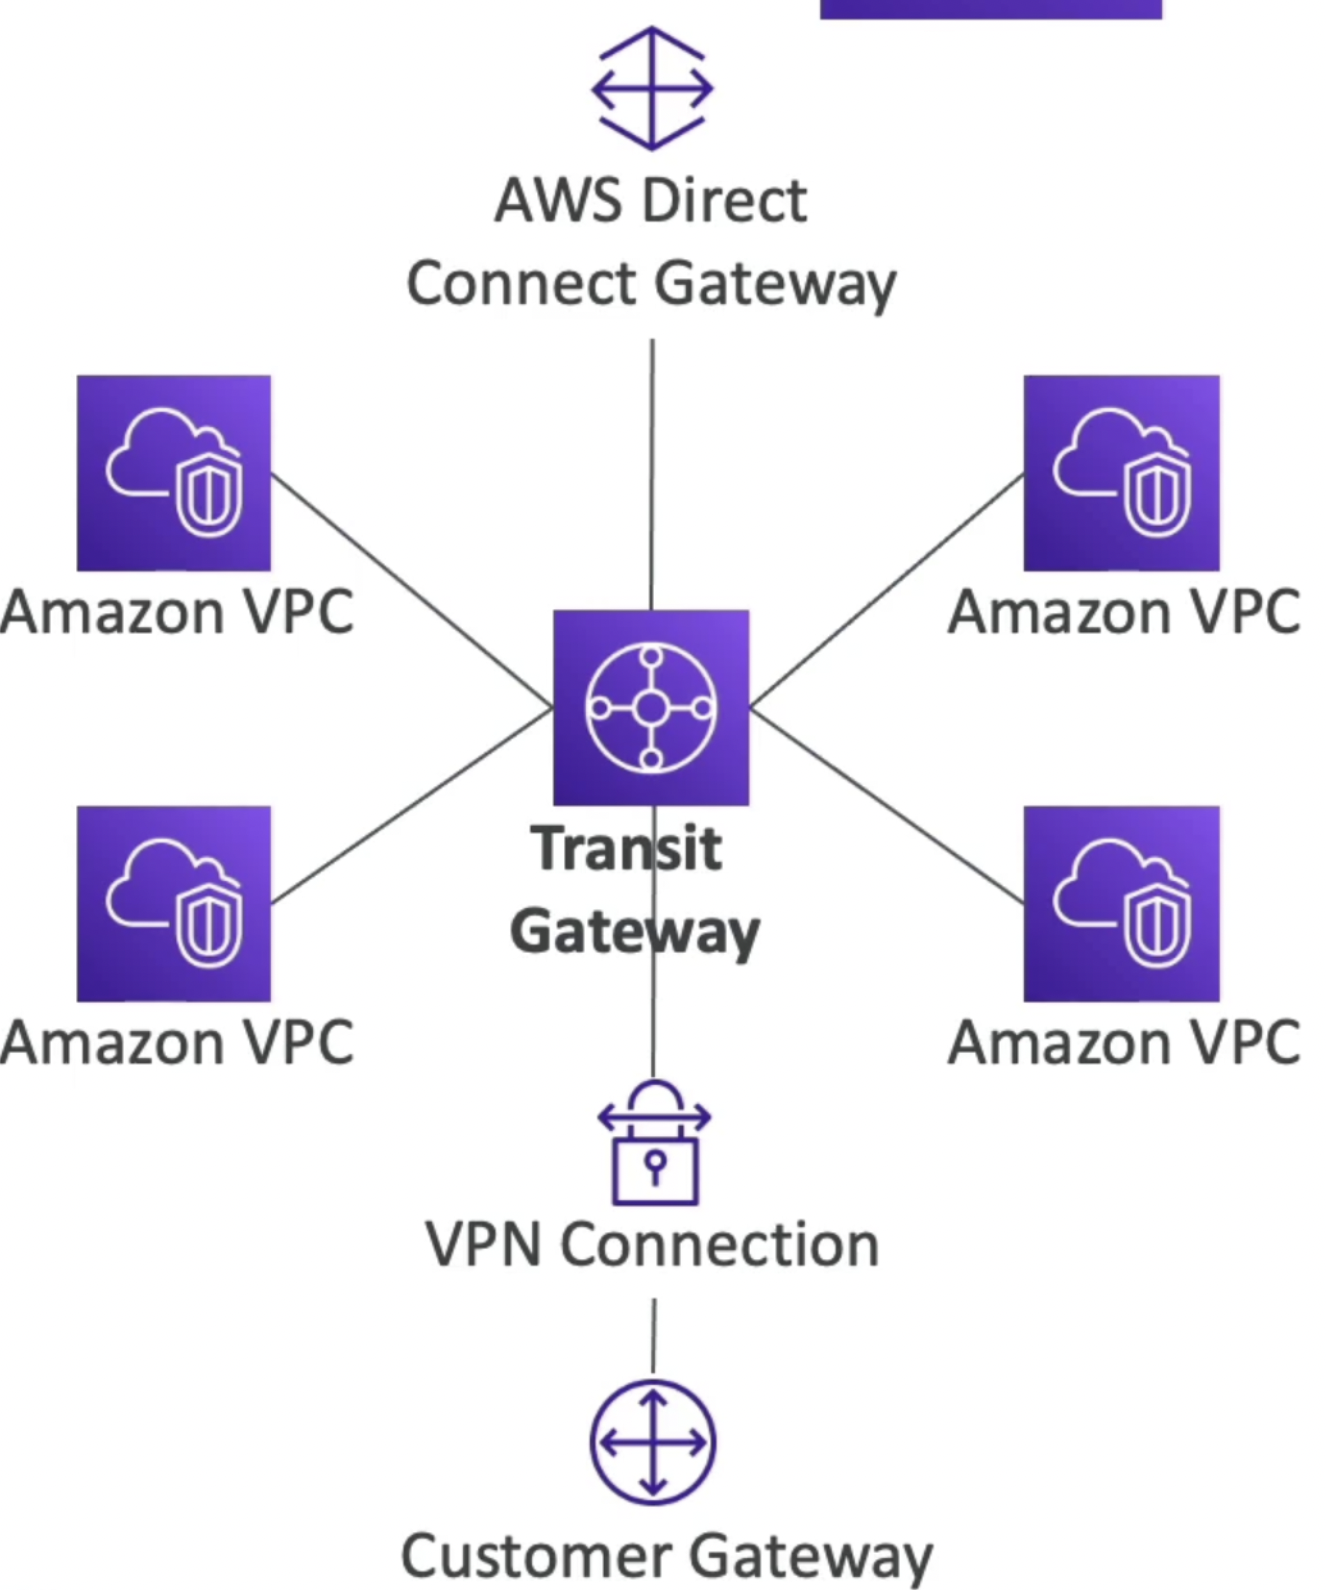 AWS Direct
Connect Gateway
Amazon VPC
Amazon VPC
Transit
Gateway
Amazon VPC
Amazon VPC
VPN Connection
Customer Gateway